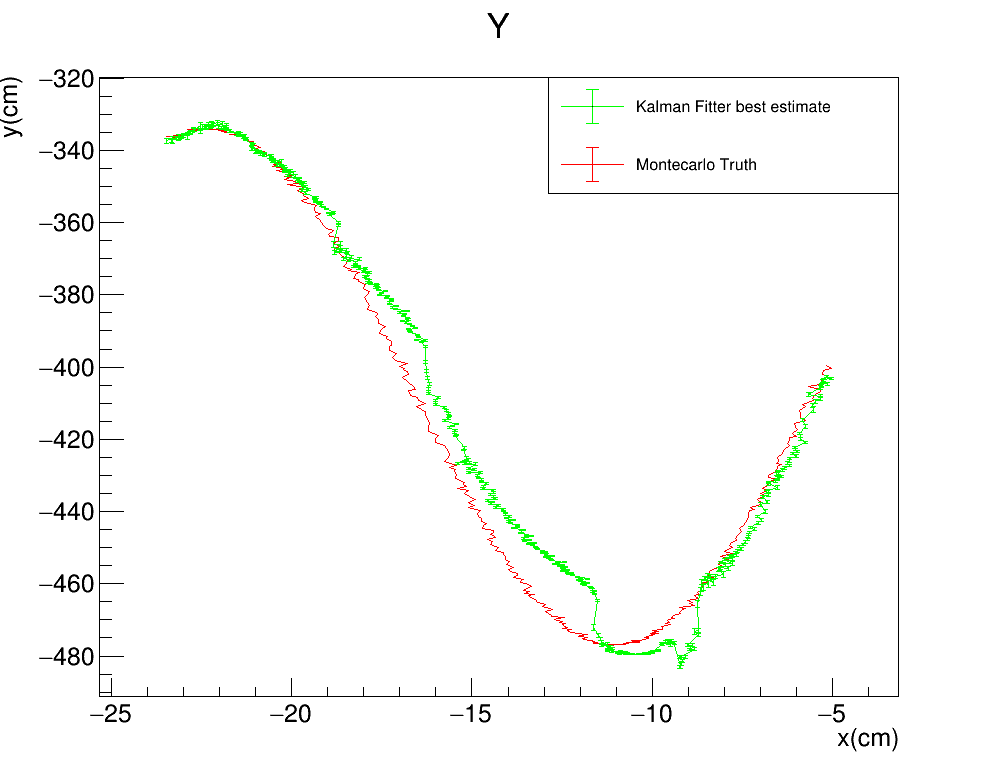 Y
y(cm)
−320
−340
−360
−380
−400
−420
−440
−460
−480
Kalman Fitter best estimate
Montecarlo Truth
−25 −20 −15 −10 −5
x(cm)